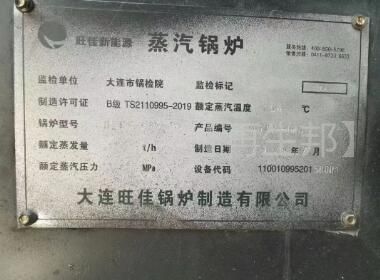 旺佳新能源 蒸汽锅炉
监检单位 大连市锅检院 监检标记
制造许可证 B级 TS2110995-2019 额定蒸汽温度 ℃
锅炉型号 产品编号
额定蒸发量 t/h 制造日期 年 月
额定蒸汽压力 MPa 设备代码 110010995201
大连旺佳锅炉制造有限公司